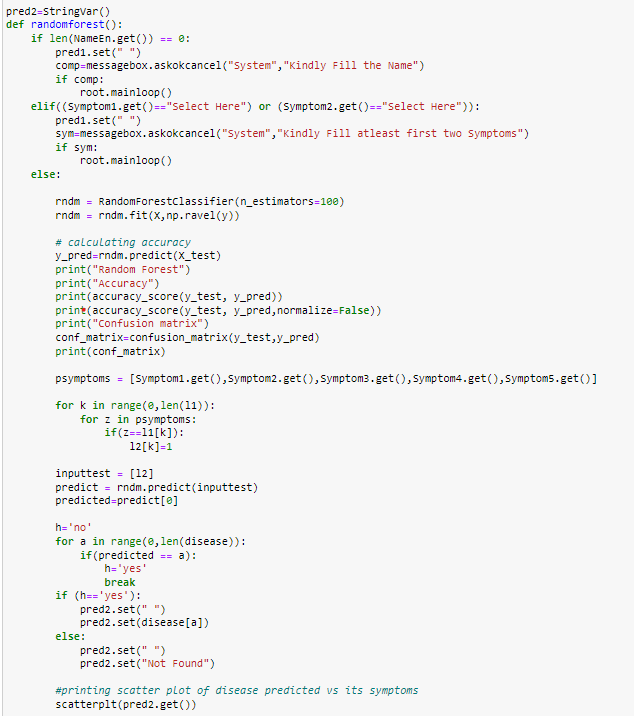 pred2=StringVar()
def randomforest():
    if len(NameEn.get()) == 0:
        pred1.set(" ")
        comp=messagebox.askokcancel("System","Kindly Fill the Name")
        if comp:
            root.mainloop()
    elif((Symptom1.get()=="Select Here") or (Symptom2.get()=="Select Here")):
        pred1.set(" ")
        sym=messagebox.askokcancel("System","Kindly Fill atleast first two Symptoms")
        if sym:
            root.mainloop()
    else:
        rndm = RandomForestClassifier(n_estimators=100)
        rndm = rndm.fit(X,np.ravel(y))
        # calculating accuracy
        y_pred=rndm.predict(X_test)
        print("Random Forest")
        print("Accuracy")
        print(accuracy_score(y_test, y_pred))
        print(accuracy_score(y_test, y_pred,normalize=False))
        print("Confusion matrix")
        conf_matrix=confusion_matrix(y_test,y_pred)
        print(conf_matrix)
        psymptoms = [Symptom1.get(),Symptom2.get(),Symptom3.get(),Symptom4.get(),Symptom5.get()]
        for k in range(0,len(l1)):
            for z in psymptoms:
                if(z==l1[k]):
                    l2[k]=1
        inputtest = [l2]
        predict = rndm.predict(inputtest)
        predicted=predict[0]
        h='no'
        for a in range(0,len(disease)):
            if(predicted == a):
                h='yes'
                break
        if (h=='yes'):
            pred2.set(" ")
            pred2.set(disease[a])
        else:
            pred2.set(" ")
            pred2.set("Not Found")
        #printing scatter plot of disease predicted vs its symptoms
        scatterplt(pred2.get())